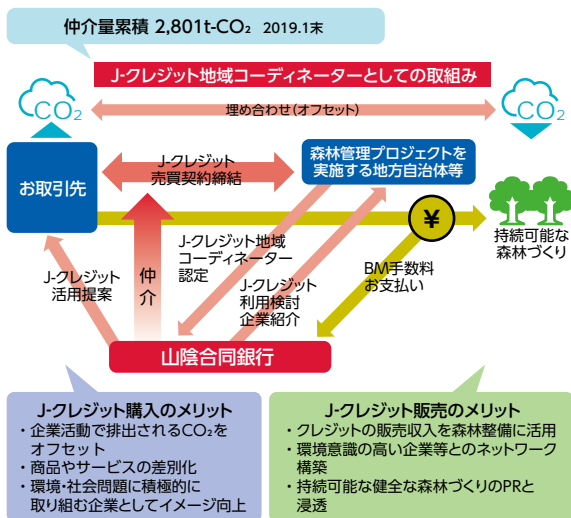 仲介量累積 2,801t-CO₂ 2019.1末
J-クレジット地域コーディネーターとしての取組み
CO₂
埋め合わせ(オフセット)
CO₂
お取引先
J-クレジット
売買契約締結
森林管理プロジェクトを
実施する地方自治体等
¥
持続可能な
森林づくり
J-クレジット
活用提案
仲介
J-クレジット地域
コーディネーター
認定
J-クレジット
利用検討
企業紹介
BM手数料
お支払い
山陰合同銀行
J-クレジット購入のメリット
・企業活動で排出されるCO₂を
オフセット
・商品やサービスの差別化
・環境・社会問題に積極的に
取り組む企業としてイメージ向上
J-クレジット販売のメリット
・クレジットの販売収入を森林整備に活用
・環境意識の高い企業等とのネットワーク
構築
・持続可能な健全な森林づくりのPRと
浸透